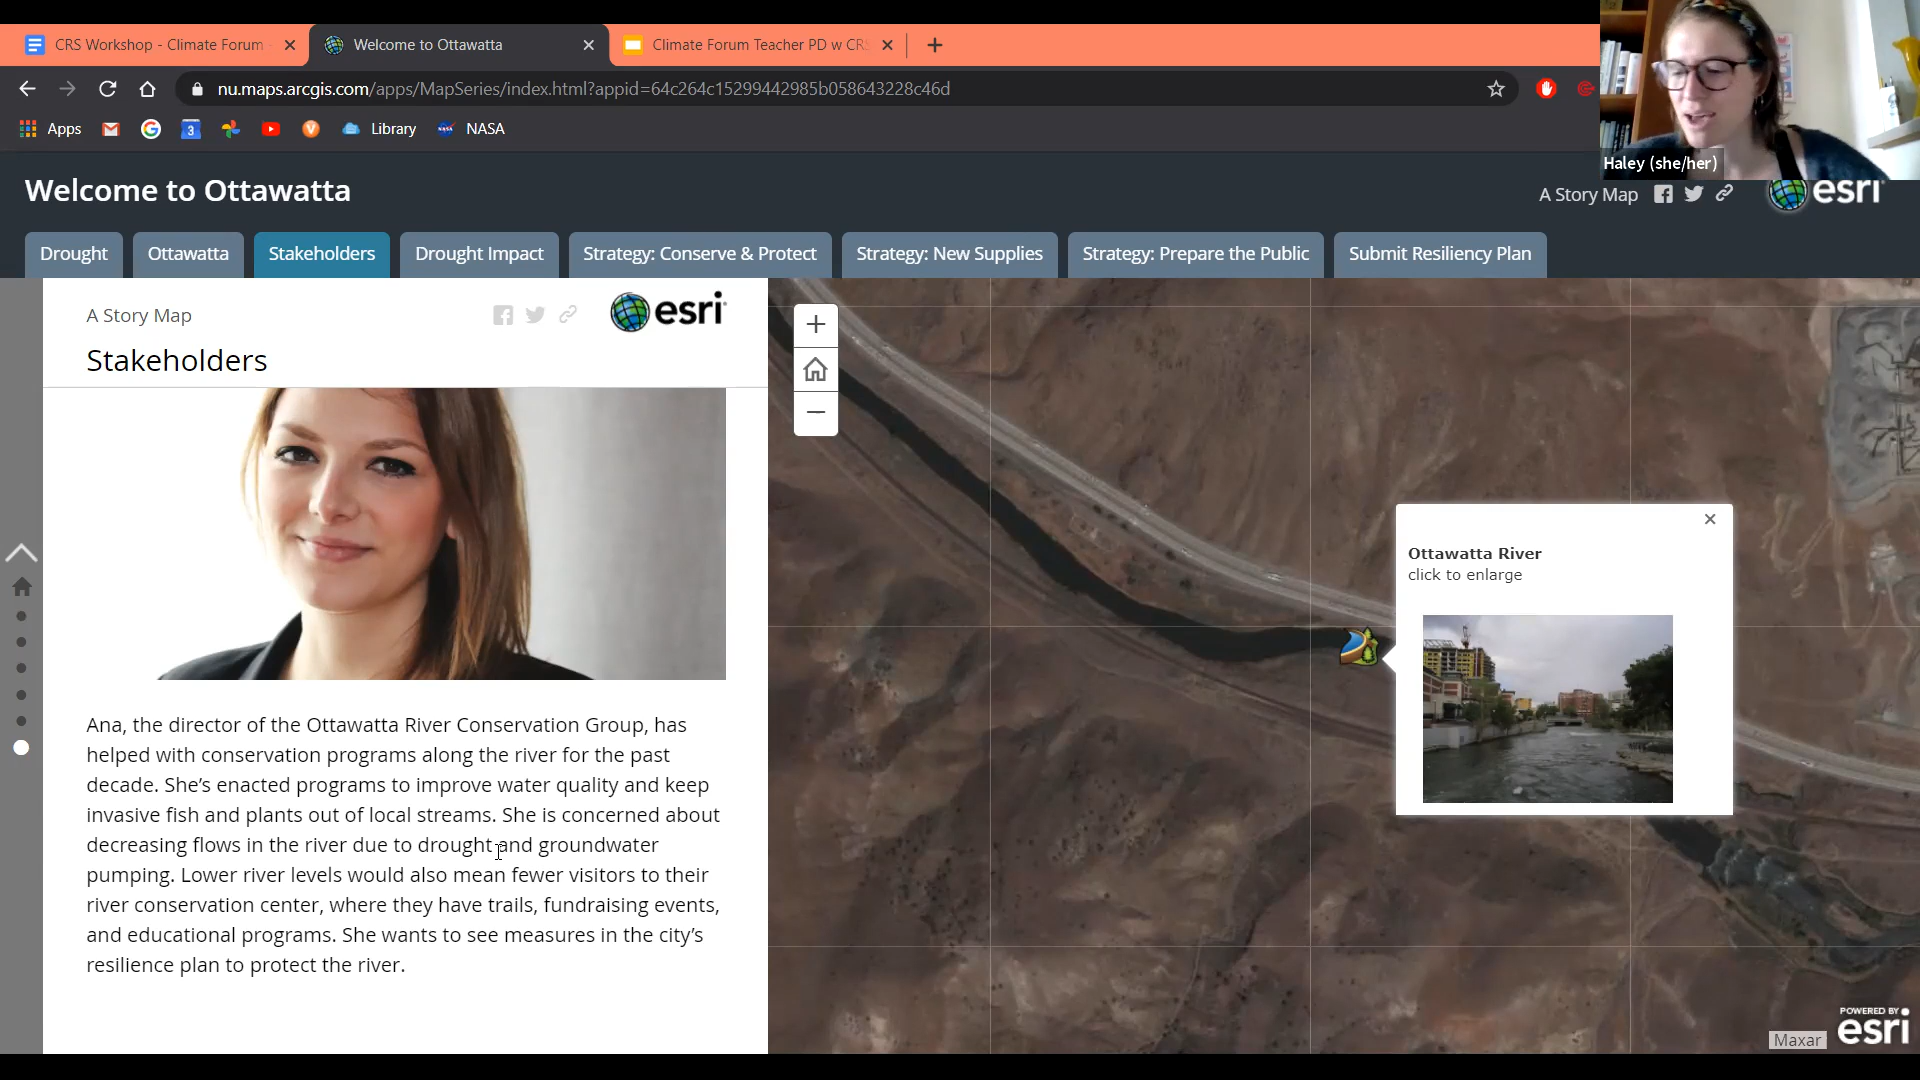 CRS Workshop - Climate Forum
Welcome to Ottawatta
Climate Forum Teacher PD w CRS
nu.maps.arcgis.com/apps/MapSeries/index.html?appid=64c264c15299442985b058643228c46d
Apps
3
Library
NASA
NASA
Haley (she/her)
Welcome to Ottawatta
A Story Map
esri
Drought
Ottawatta
Stakeholders
Drought Impact
Strategy: Conserve & Protect
Strategy: New Supplies
Strategy: Prepare the Public
Submit Resiliency Plan
A Story Map
esri
Stakeholders
Ana, the director of the Ottawatta River Conservation Group, has
helped with conservation programs along the river for the past
decade. She’s enacted programs to improve water quality and keep
invasive fish and plants out of local streams. She is concerned about
decreasing flows in the river due to drought and groundwater
pumping. Lower river levels would also mean fewer visitors to their
river conservation center, where they have trails, fundraising events,
and educational programs. She wants to see measures in the city’s
resilience plan to protect the river.
Ottawatta River
click to enlarge
POWERED BY
esri
Maxar